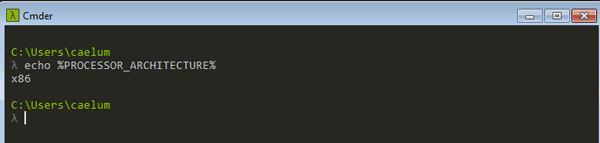 λ Cmder
C:\Users\caelum
λ echo %PROCESSOR_ARCHITECTURE%
x86
C:\Users\caelum
λ